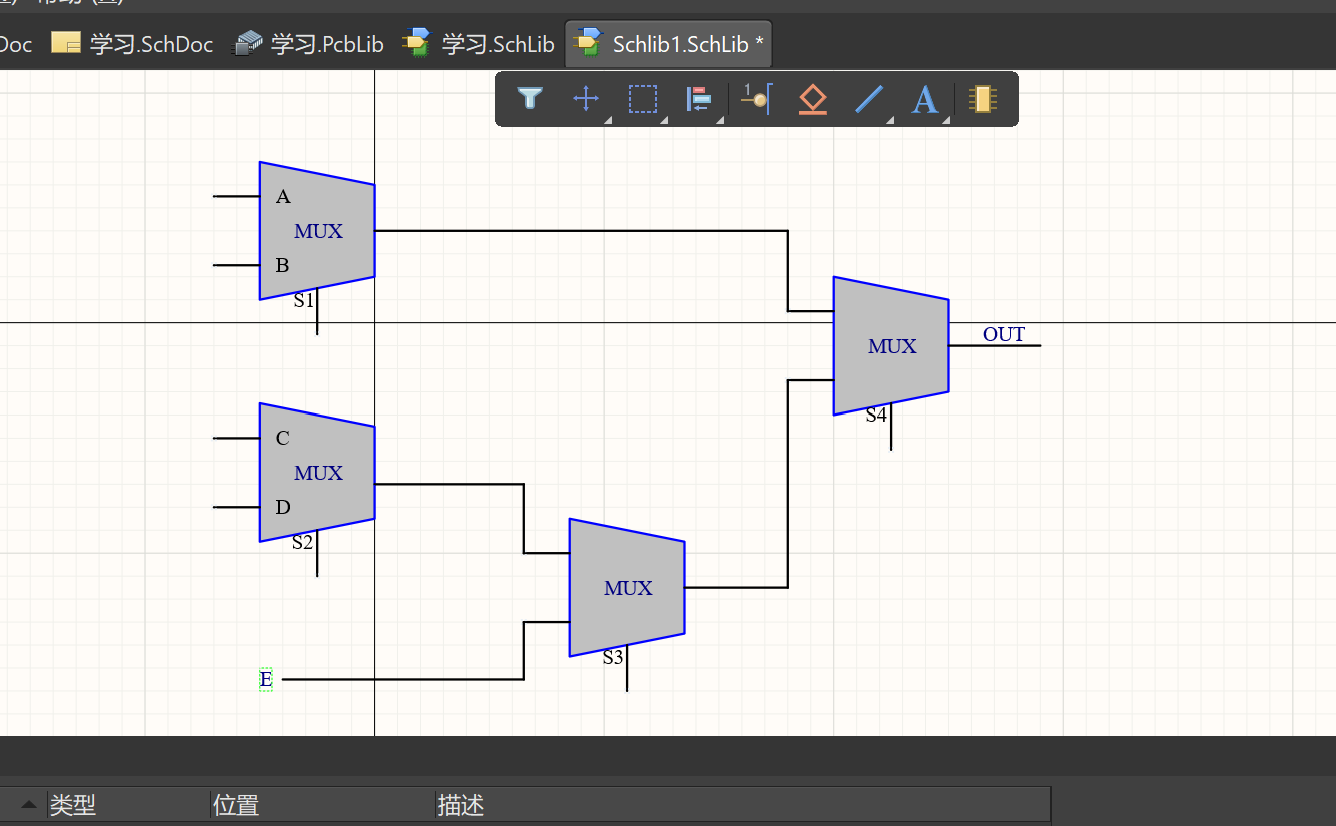 Doc 学习.SchDoc 学习.PcbLib 学习.SchLib Schlib1.SchLib *
1 A
A
MUX
B
S1
MUX
OUT
S4
C
MUX
D
S2
MUX
S3
E
类型 位置 描述